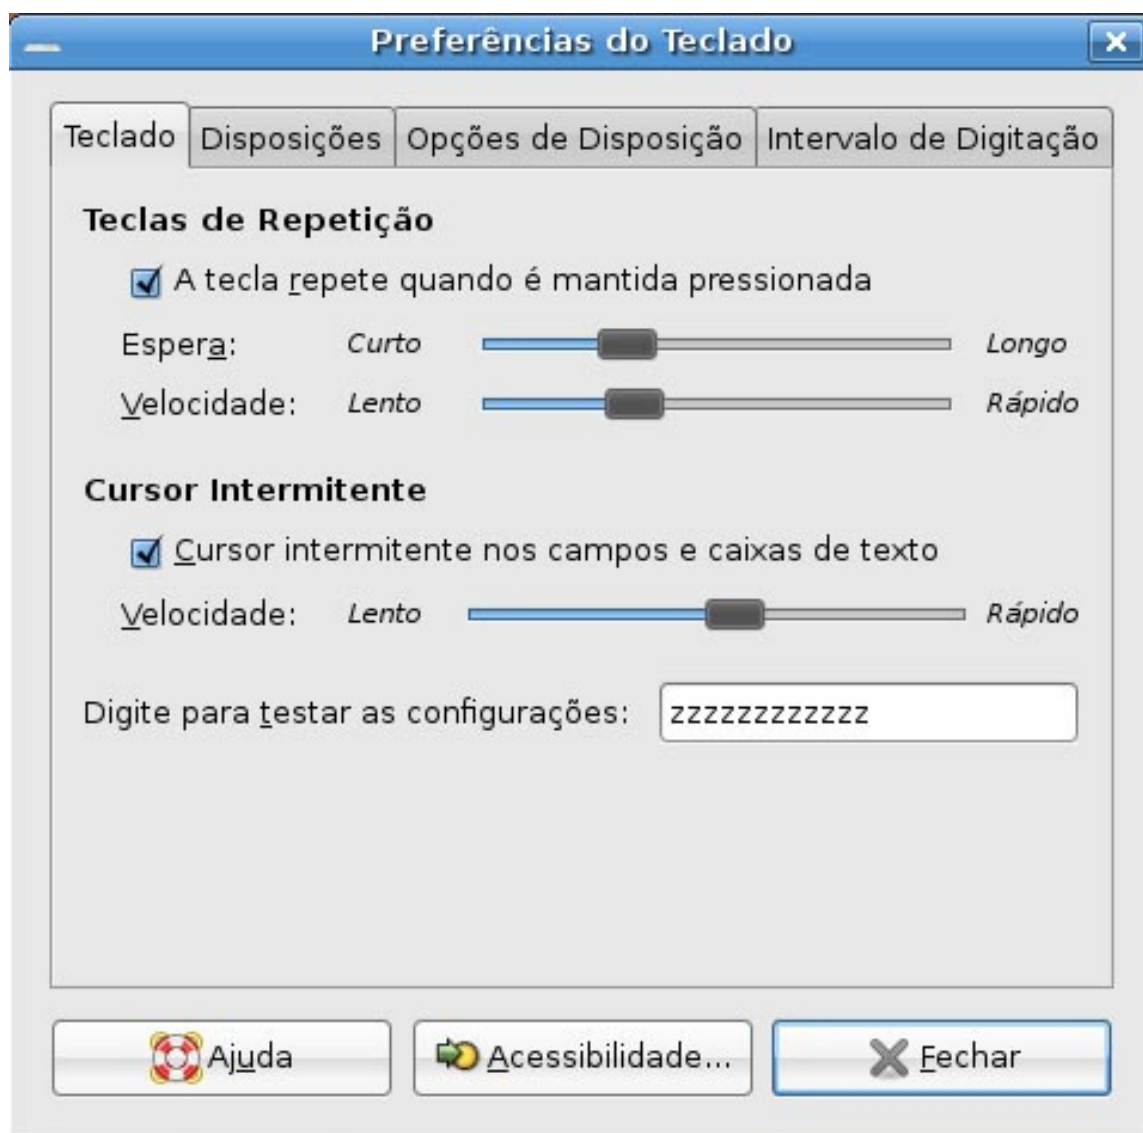 Preferências do Teclado
Teclado Disposições Opções de Disposição Intervalo de Digitação
Teclas de Repetição
A tecla repete quando é mantida pressionada
Espera: Curto Longo
Velocidade: Lento Rápido
Cursor Intermitente
Cursor intermitente nos campos e caixas de texto
Velocidade: Lento Rápido
Digite para testar as configurações: zzzzzzzzzzzz
Ajuda Acessibilidade... Fechar